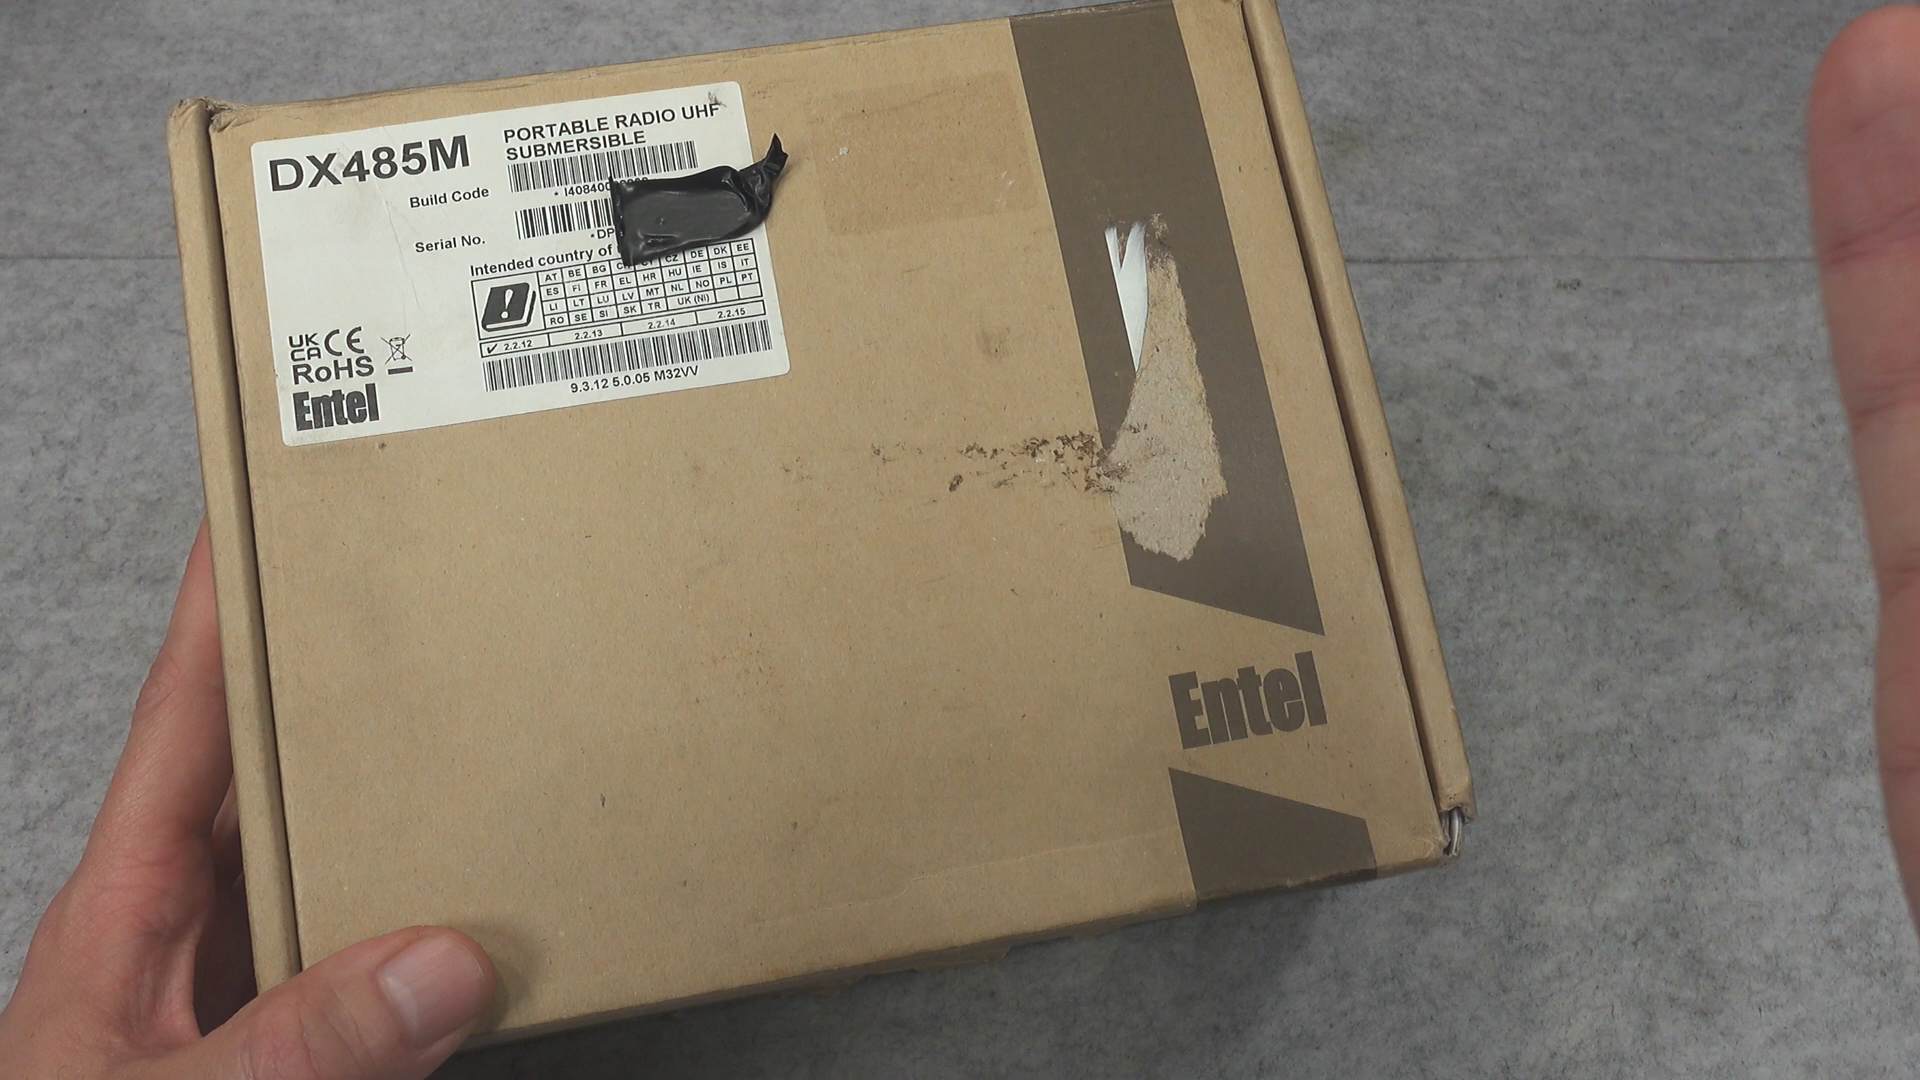 DX485M
PORTABLE RADIO UHF
SUBMERSIBLE
Build Code
* I40840
Serial No.
*DP
Intended country of
AT BE BG CY CZ DE DK EE
ES FI FR EL HR HU IE IS IT
LI LT LU LV MT NL NO PL PT
RO SE SI SK TR UK (NI)
✓ 2.2.12 2.2.13 2.2.14 2.2.15
9.3.12 5.0.05 M32VV
UK
CA CE
RoHS
Entel
Entel